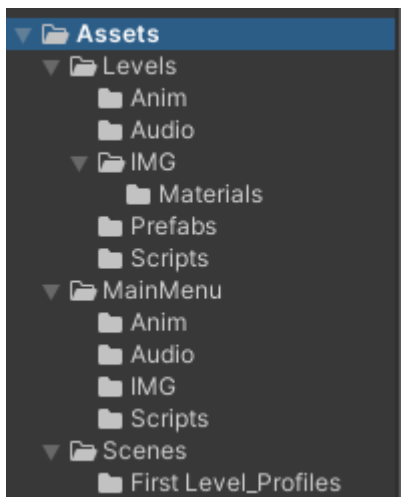 Assets
Levels
Anim
Audio
IMG
Materials
Prefabs
Scripts
MainMenu
Anim
Audio
IMG
Scripts
Scenes
First Level_Profiles